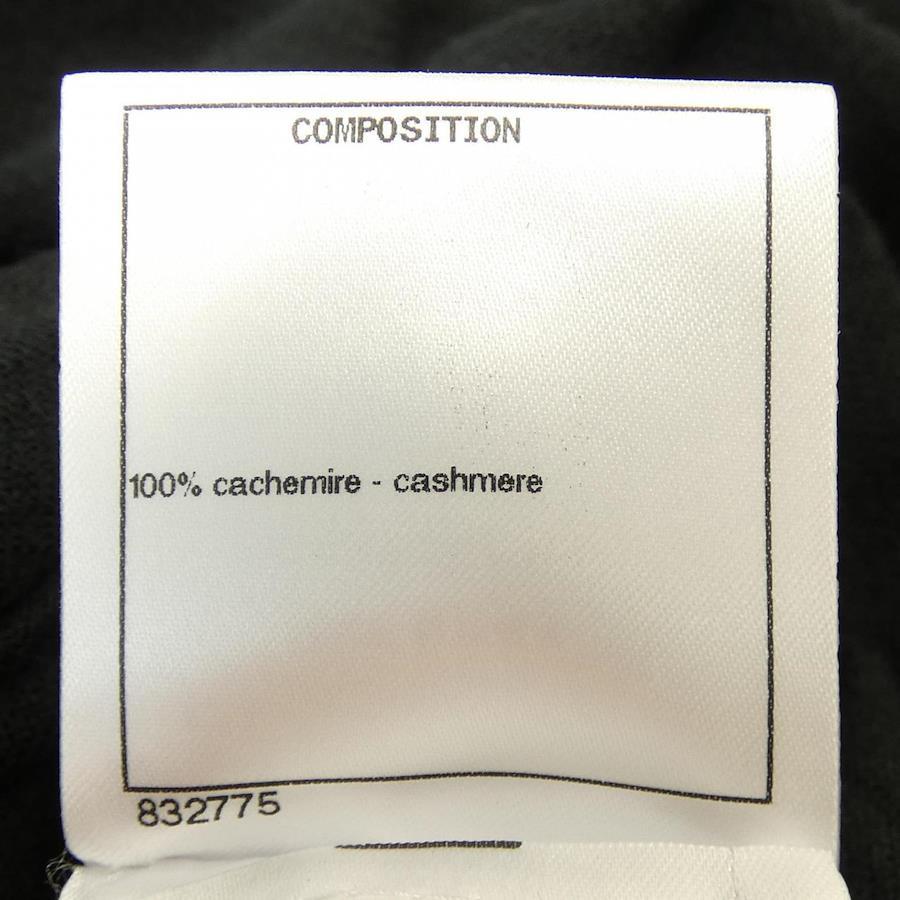 COMPOSITION
100% cachemire - cashmere
832775